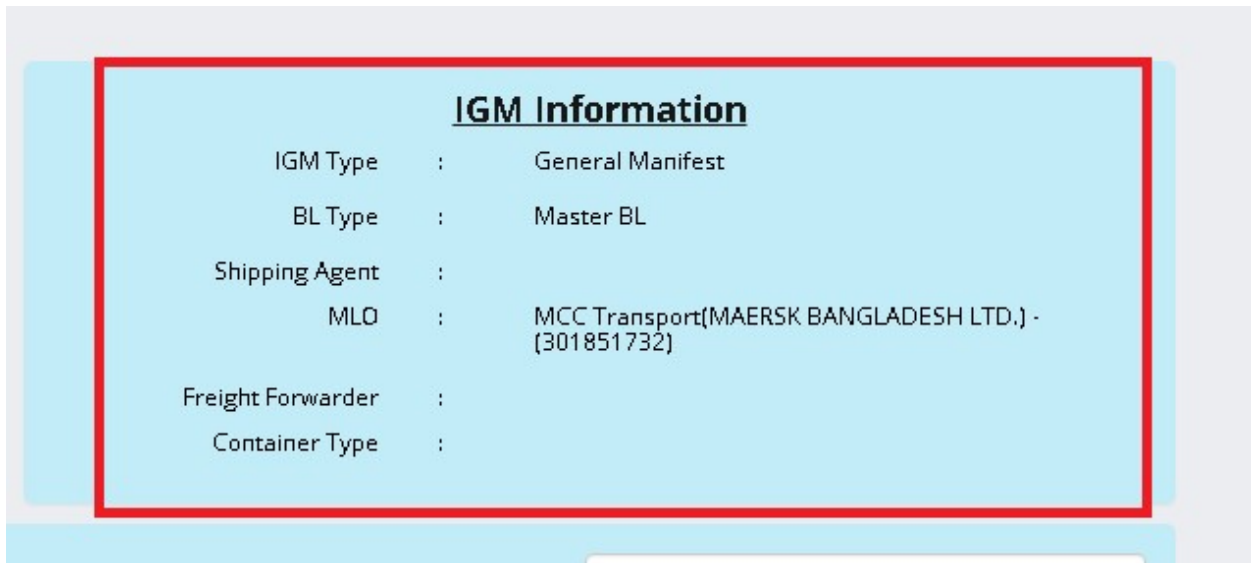 IGM Information
IGM Type : General Manifest
BL Type : Master BL
Shipping Agent :
MLO : MCC Transport(MAERSK BANGLADESH LTD.) -
(301851732)
Freight Forwarder :
Container Type :